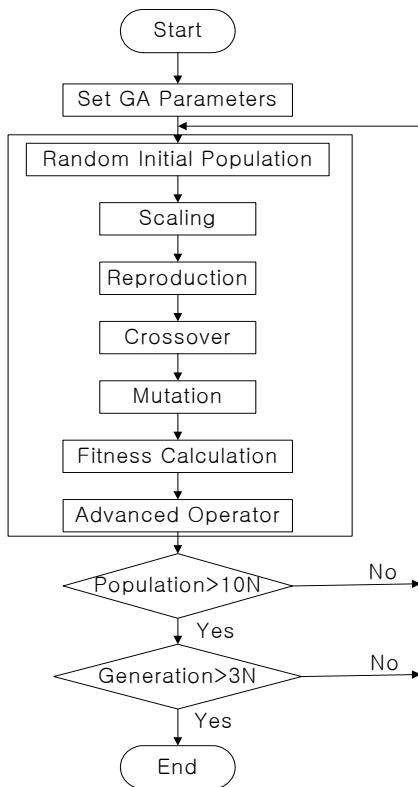 Start
Set GA Parameters
Random Initial Population
Scaling
Reproduction
Crossover
Mutation
Fitness Calculation
Advanced Operator
Population>10N
No
Yes
Generation>3N
No
Yes
End